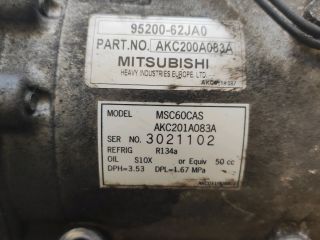 95200-62JA0
PART.NO. AKC200A083A
MITSUBISHI
HEAVY INDUSTRIES,EUROPE,LTD.
MODEL MSC60CAS
AKC201A083A
SER NO. 3021102
REFRIG R134a
OIL S10X or Equiv 50 cc
DPH=3.53 DPL=1.67 MPa